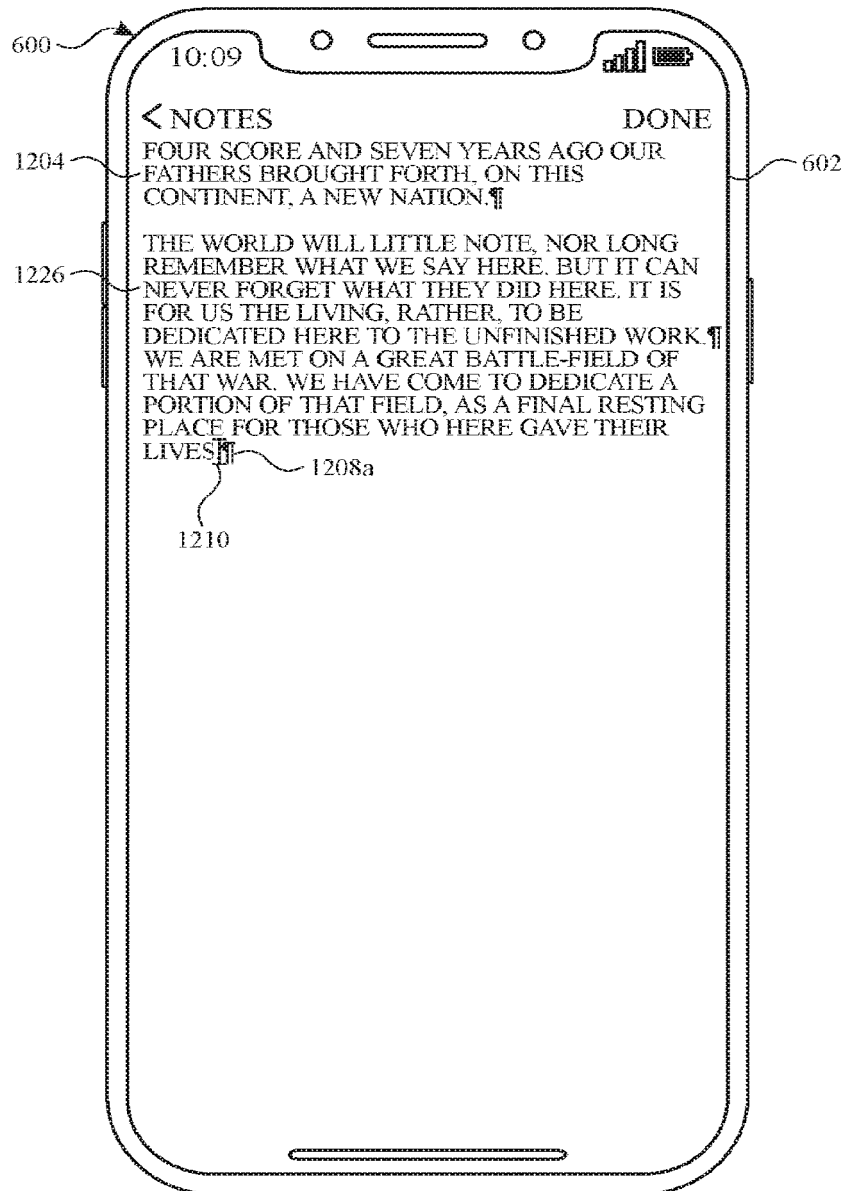 600
10:09
< NOTES DONE
1204
FOUR SCORE AND SEVEN YEARS AGO OUR
602
FATHERS BROUGHT FORTH, ON THIS
CONTINENT, A NEW NATION.¶
THE WORLD WILL LITTLE NOTE, NOR LONG
1226
REMEMBER WHAT WE SAY HERE. BUT IT CAN
NEVER FORGET WHAT THEY DID HERE. IT IS
FOR US THE LIVING, RATHER, TO BE
DEDICATED HERE TO THE UNFINISHED WORK.¶
WE ARE MET ON A GREAT BATTLE-FIELD OF
THAT WAR. WE HAVE COME TO DEDICATE A
PORTION OF THAT FIELD, AS A FINAL RESTING
PLACE FOR THOSE WHO HERE GAVE THEIR
LIVES¶
1208a
1210